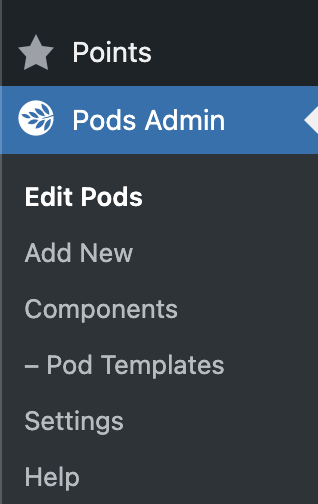 Points
Pods Admin
Edit Pods
Add New
Components
– Pod Templates
Settings
Help